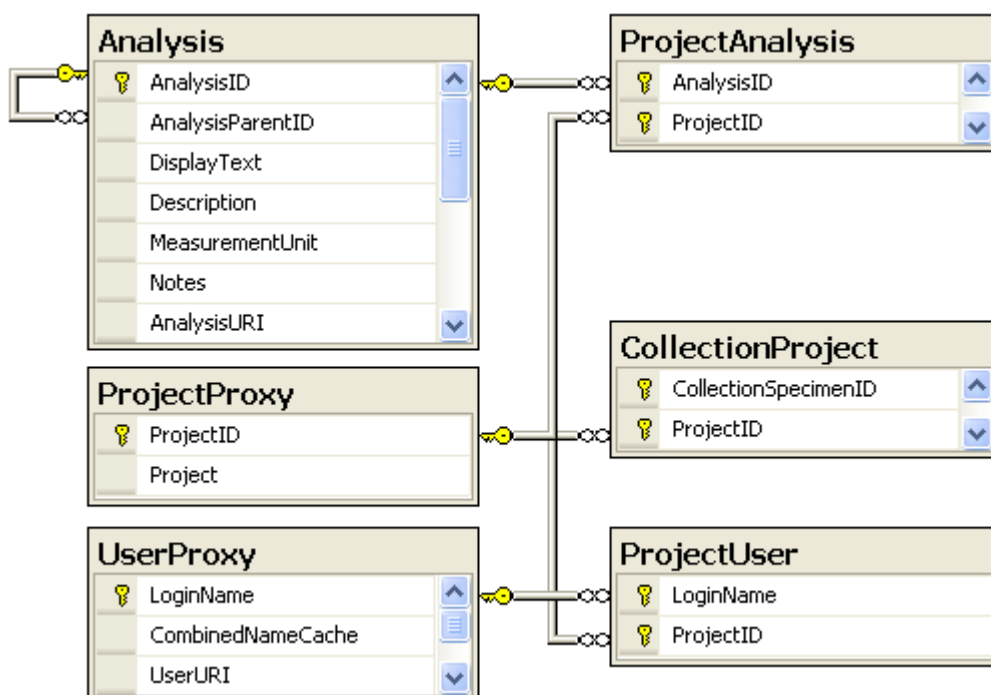 Analysis
AnalysisID
AnalysisParentID
DisplayText
Description
MeasurementUnit
Notes
AnalysisURI
ProjectAnalysis
AnalysisID
ProjectID
ProjectProxy
ProjectID
Project
CollectionProject
CollectionSpecimenID
ProjectID
UserProxy
LoginName
CombinedNameCache
UserURI
ProjectUser
LoginName
ProjectID